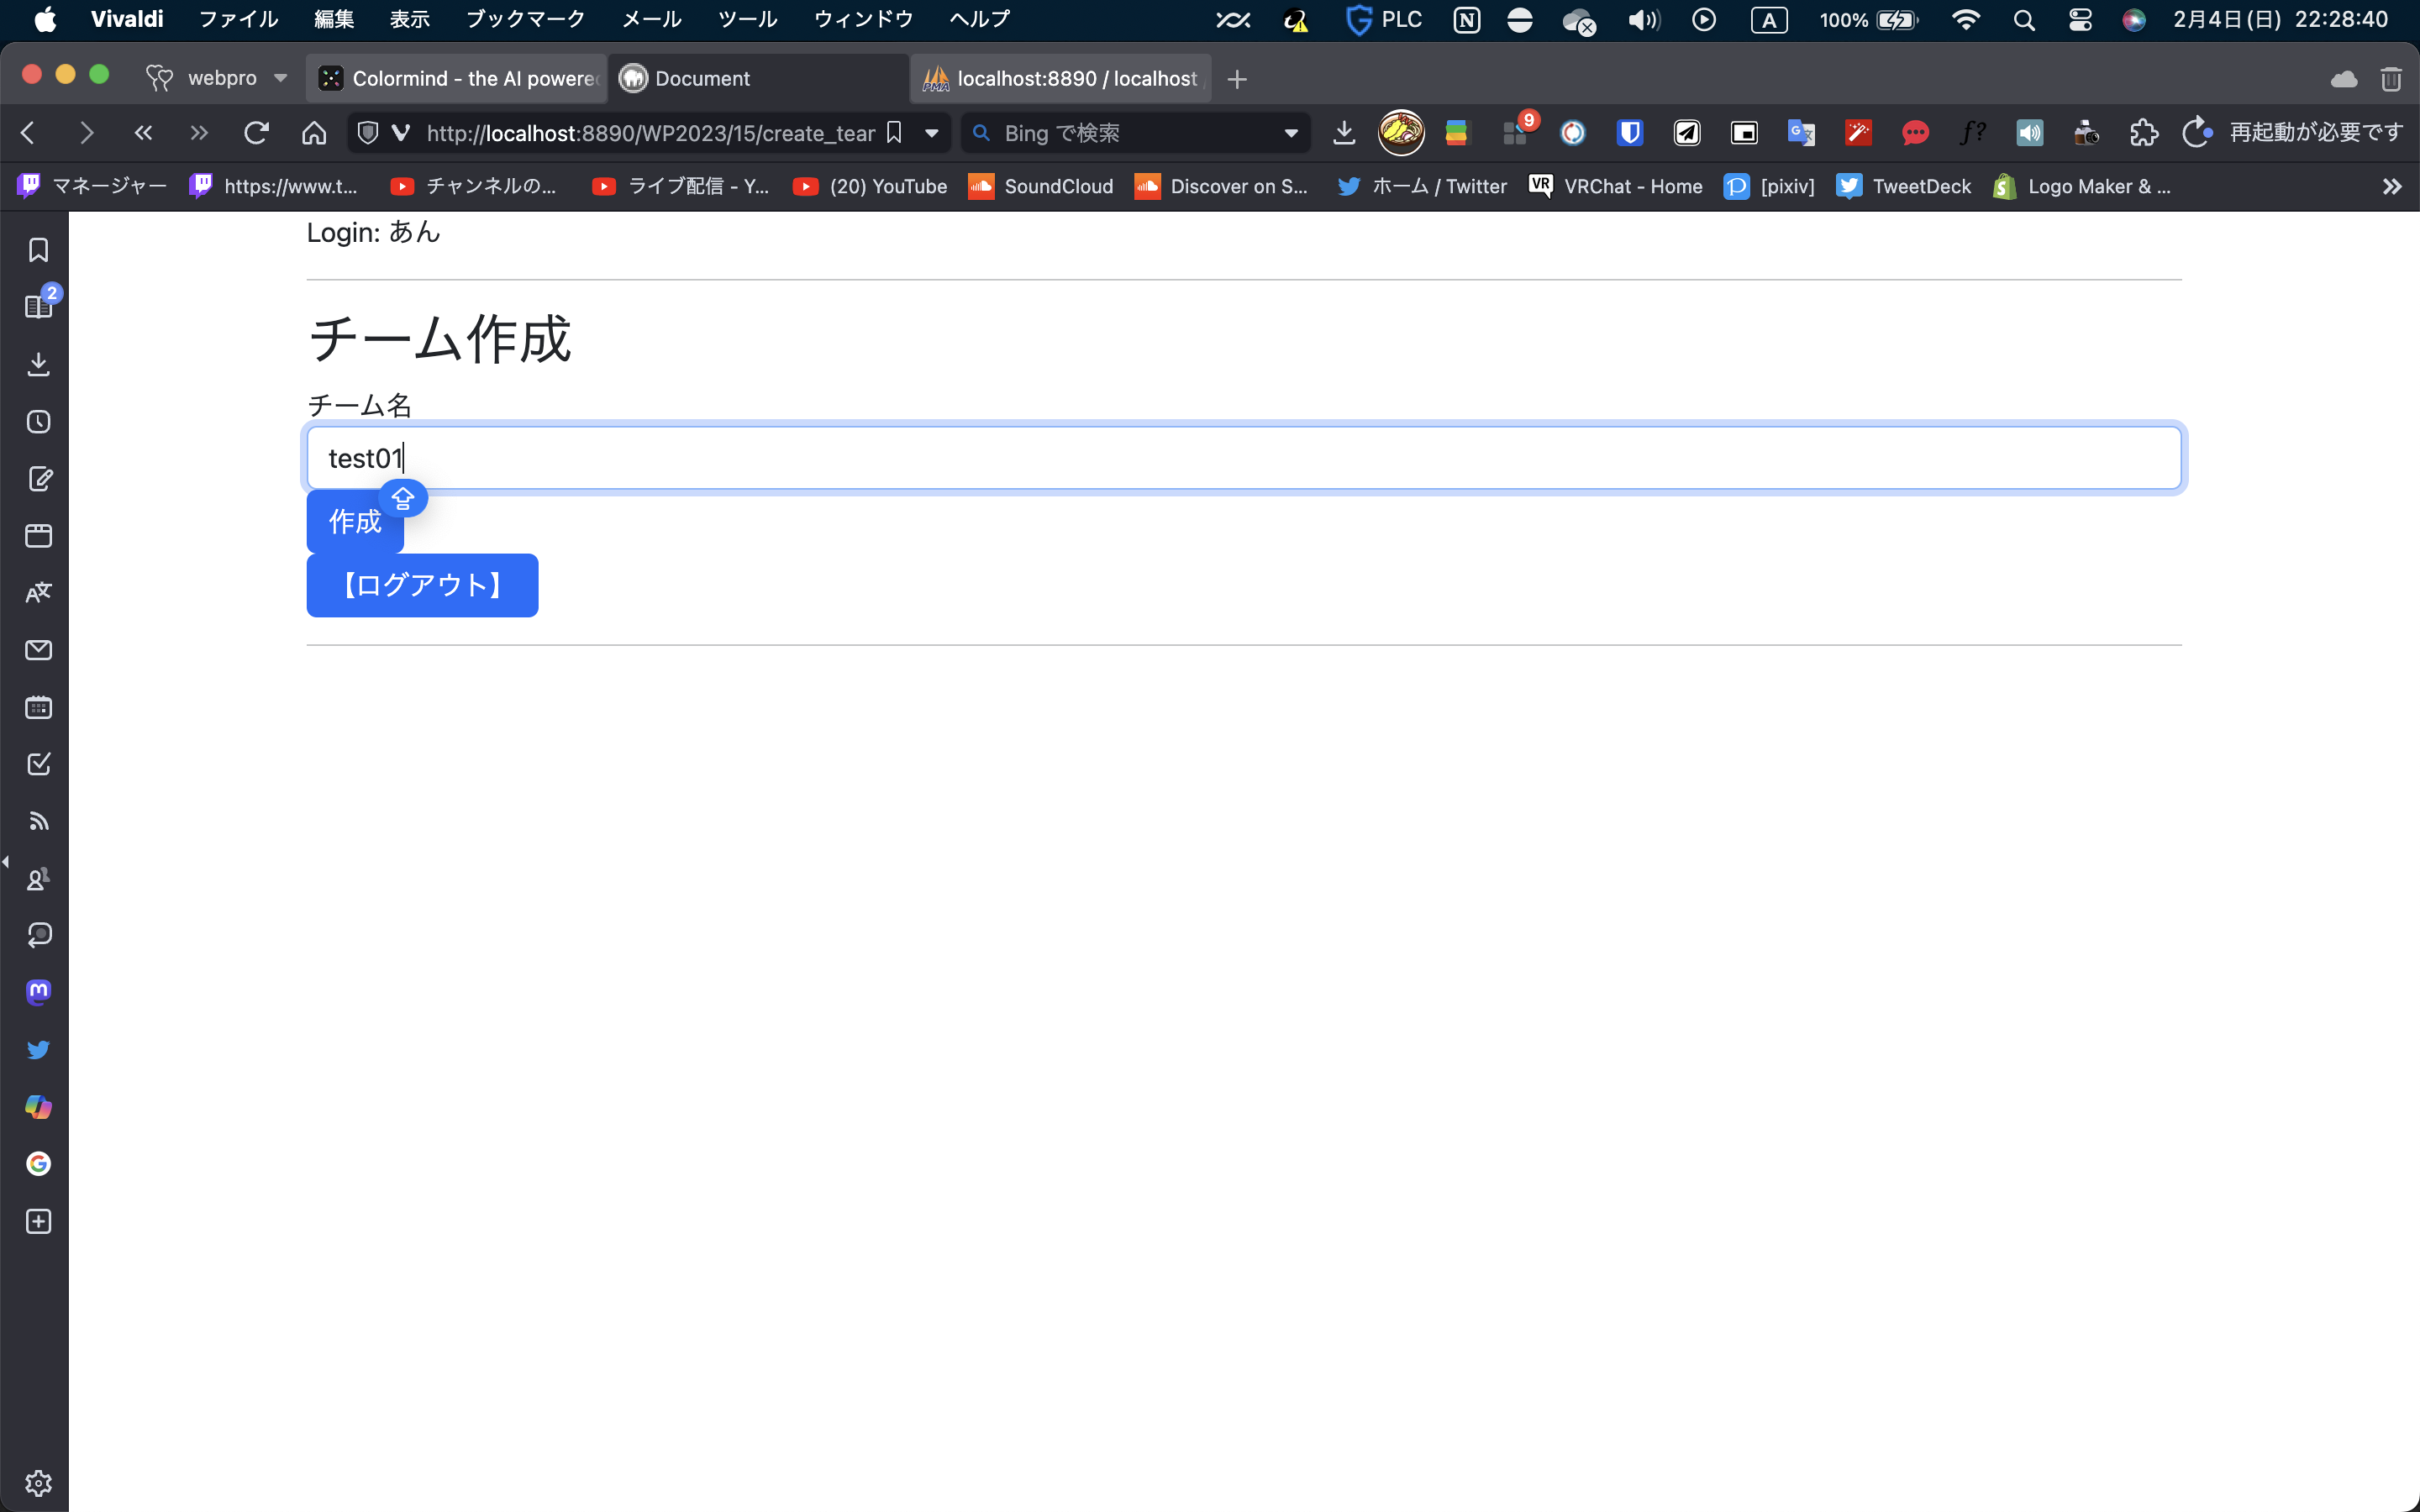 Vivaldi ファイル 編集 表示 ブックマーク メール ツール ウィンドウ ヘルプ PLC A 100% 2月4日(日) 22:28:40
webpro Colormind - the AI powered Document localhost:8890 / localhost
http://localhost:8890/WP2023/15/create_tear Bing で検索 9 再起動が必要です
マネージャー https://www.t... チャンネルの... ライブ配信 - Y... (20) YouTube SoundCloud Discover on S... ホーム / Twitter VRChat - Home [pixiv] TweetDeck Logo Maker & ...
2
Login: あん
チーム作成
チーム名
test01
作成
【ログアウト】